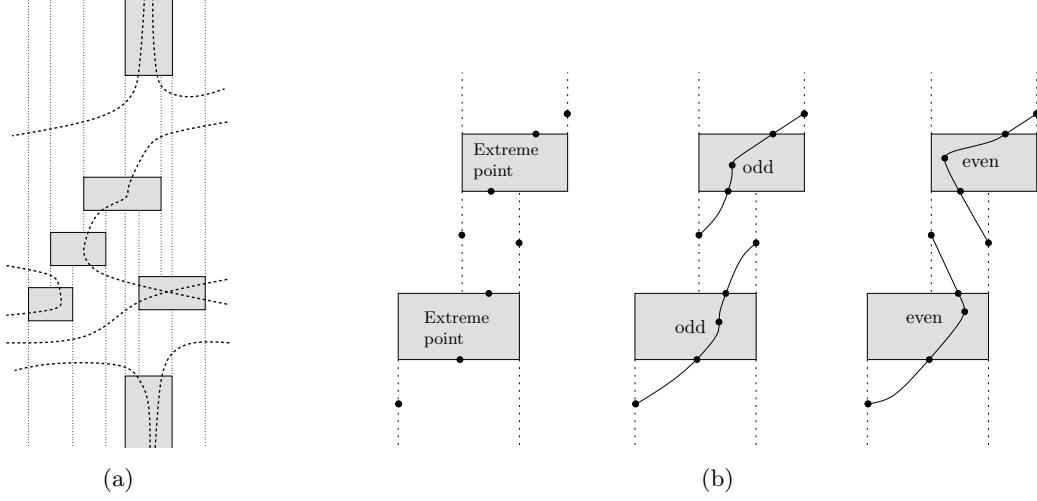 Extreme
point
odd
even
Extreme
point
odd
even
(a)
(b)